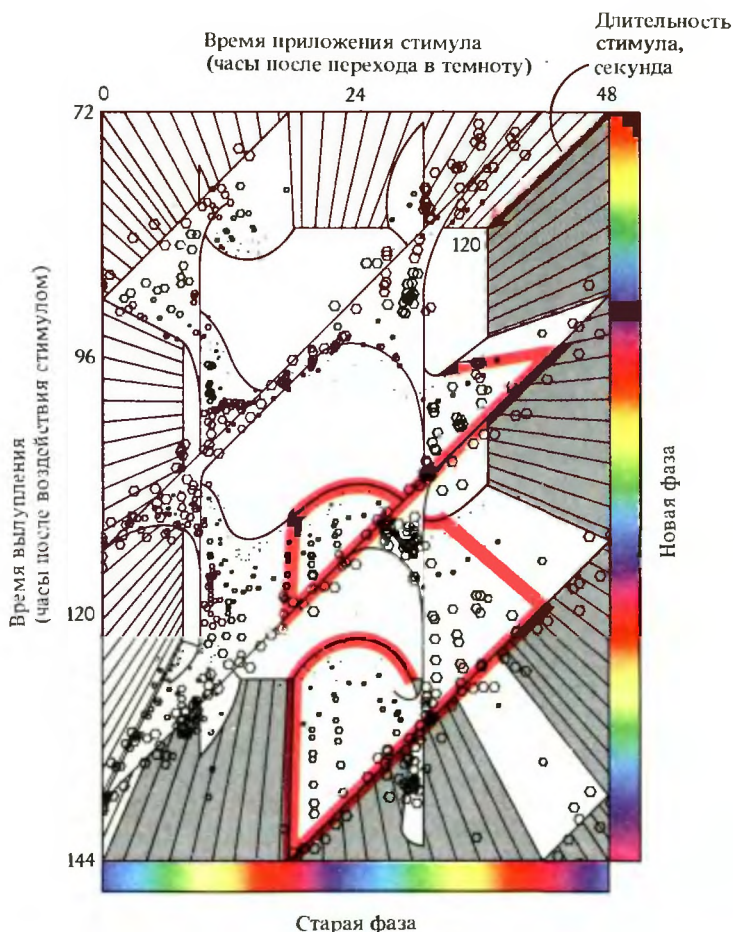 Длительность
стимула,
секунда
Время приложения стимула
(часы после перехода в темноту)
0 24 48
72
120
96
120
144
Время вылупления
(часы после воздействия стимулом)
Новая фаза
Старая фаза